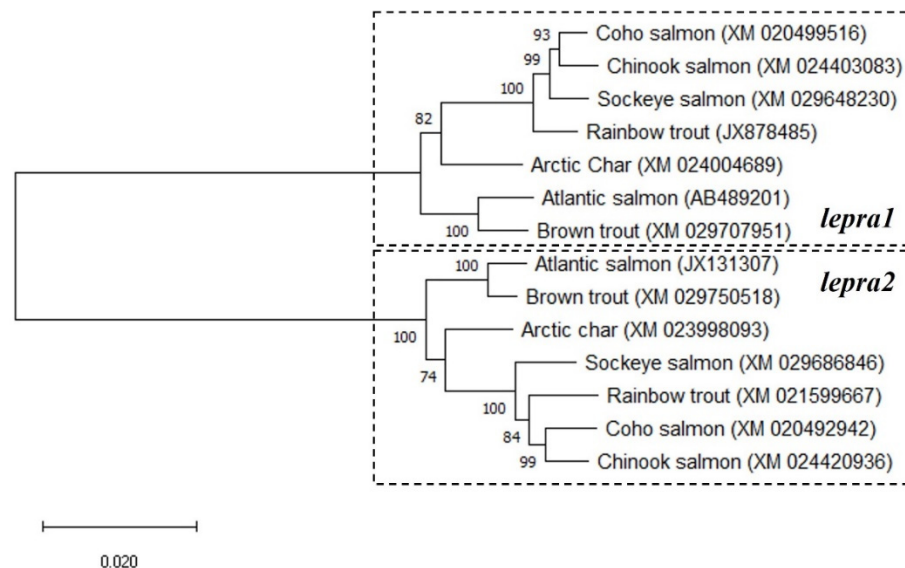 93
Coho salmon (XM 020499516)
99
Chinook salmon (XM 024403083)
100
Sockeye salmon (XM 029648230)
82
Rainbow trout (JX878485)
Arctic Char (XM 024004689)
Atlantic salmon (AB489201)
lepra1
100
Brown trout (XM 029707951)
100
Atlantic salmon (JX131307)
lepra2
Brown trout (XM 029750518)
100
Arctic char (XM 023998093)
74
Sockeye salmon (XM 029686846)
100
Rainbow trout (XM 021599667)
84
Coho salmon (XM 020492942)
99
Chinook salmon (XM 024420936)
0.020